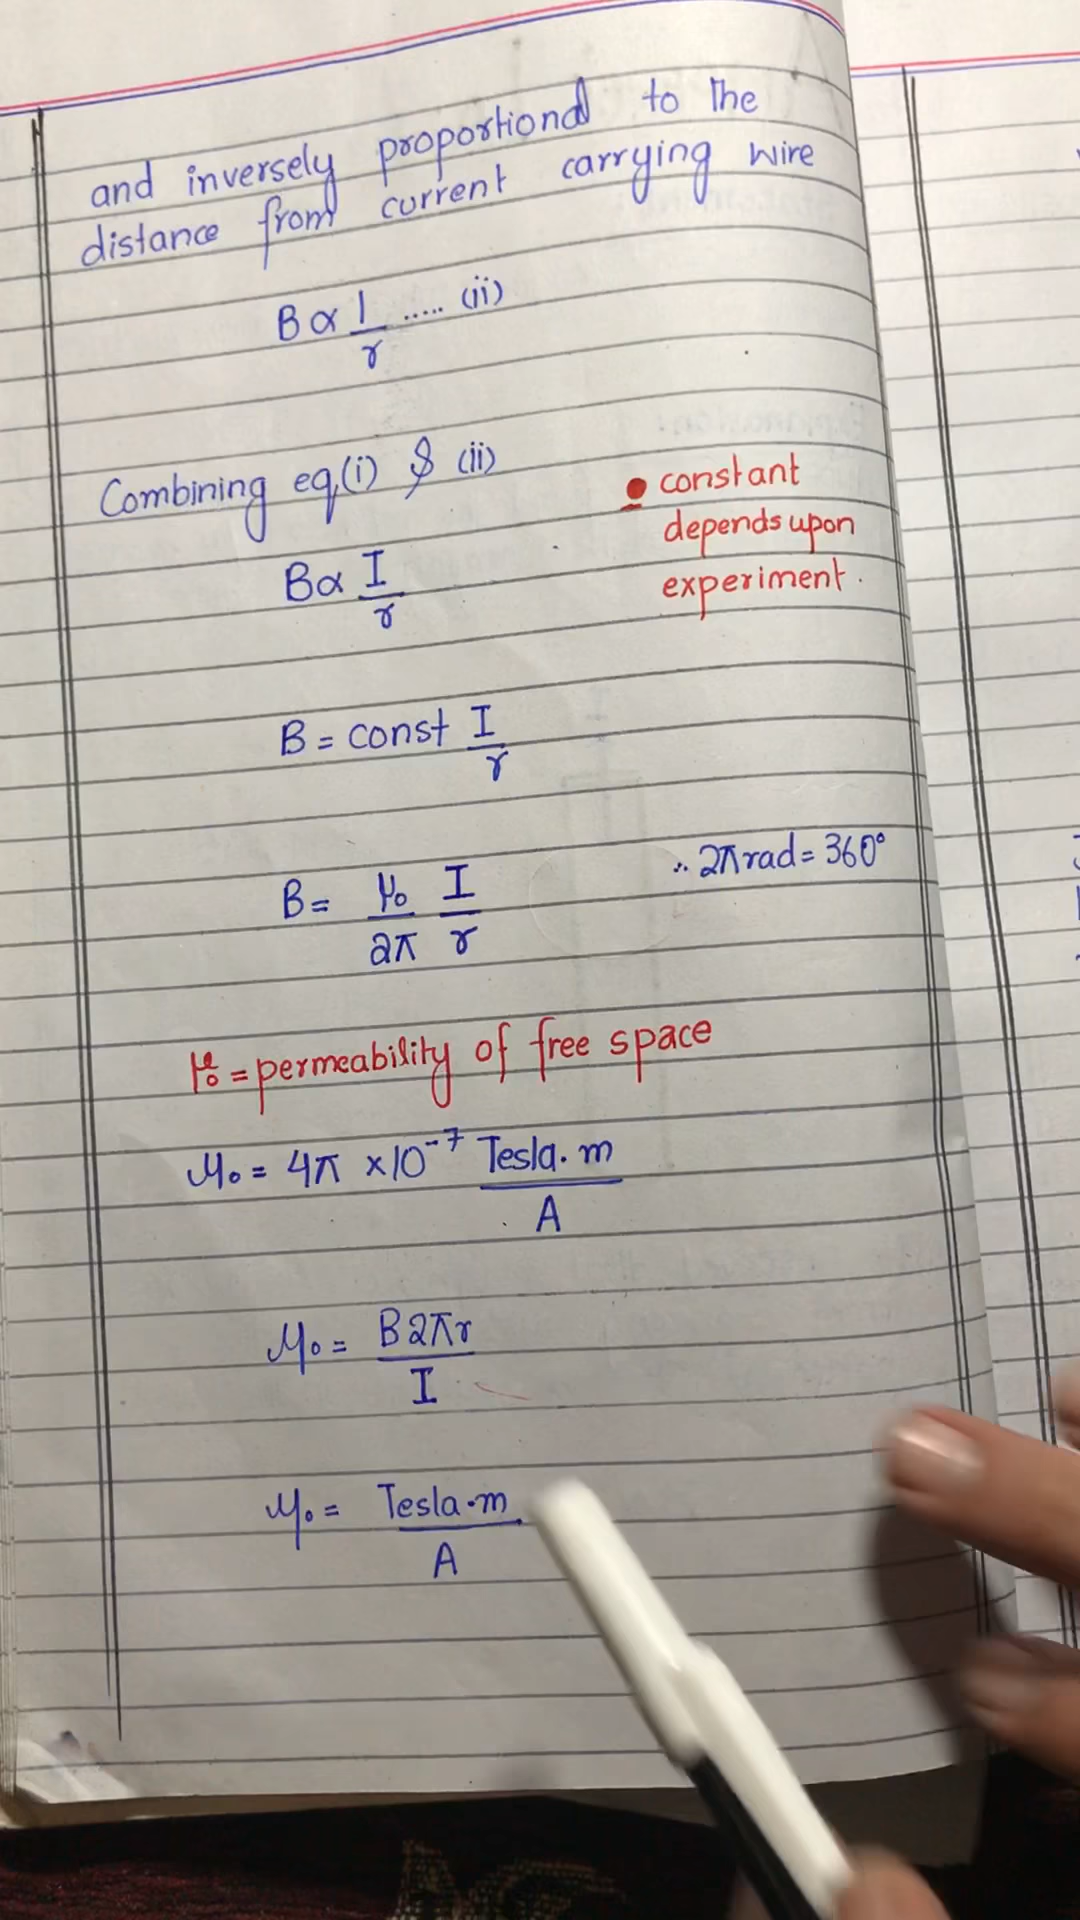 and inversely proportional to the
distance from current carrying wire
B ∝ 1/r ..... (ii)
Combining eq.(i) & (ii)
constant
depends upon
experiment.
B ∝ I/r
B = const I/r
B = μ₀/2π I/r
∴ 2π rad = 360°
μ₀ = permeability of free space
μ₀ = 4π × 10⁻⁷ Tesla.m/A
μ₀ = B2πr/I
μ₀ = Tesla.m/A